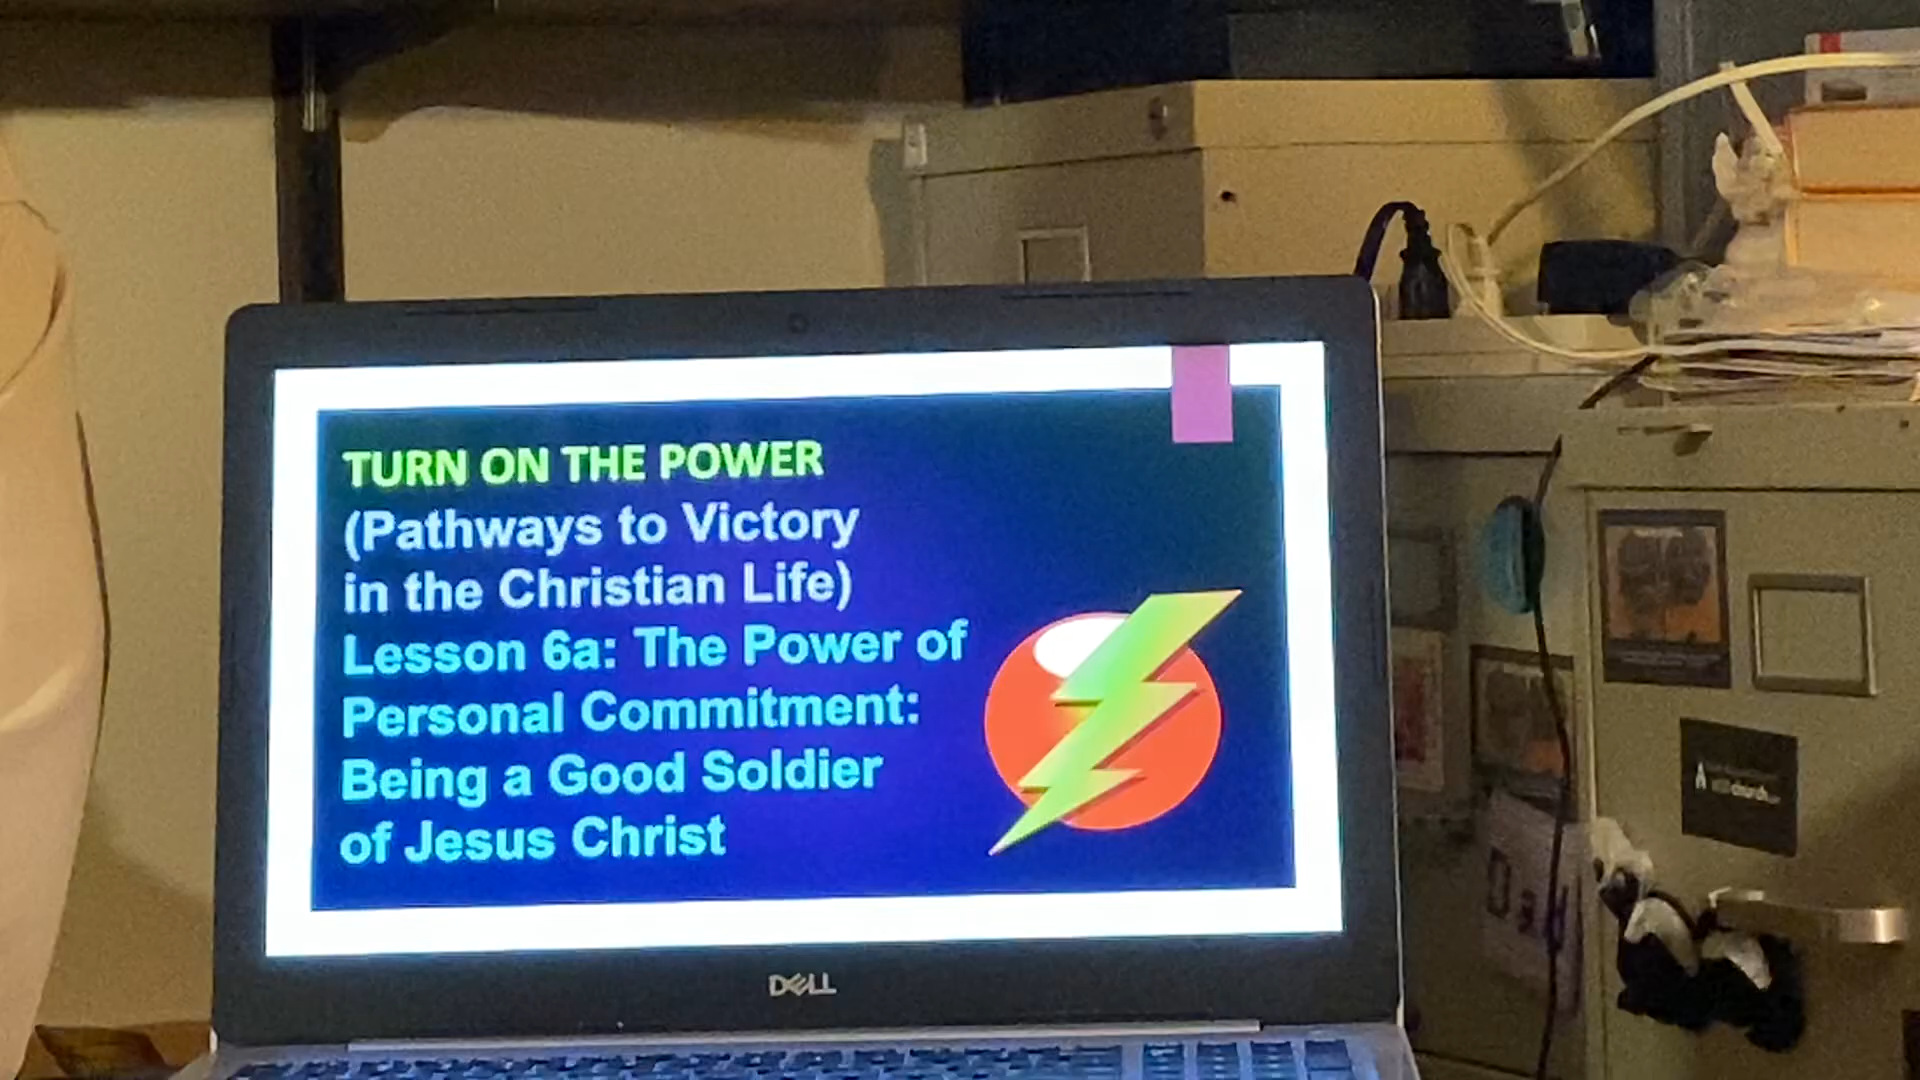 TURN ON THE POWER
(Pathways to Victory
in the Christian Life)
Lesson 6a: The Power of
Personal Commitment:
Being a Good Soldier
of Jesus Christ
DELL